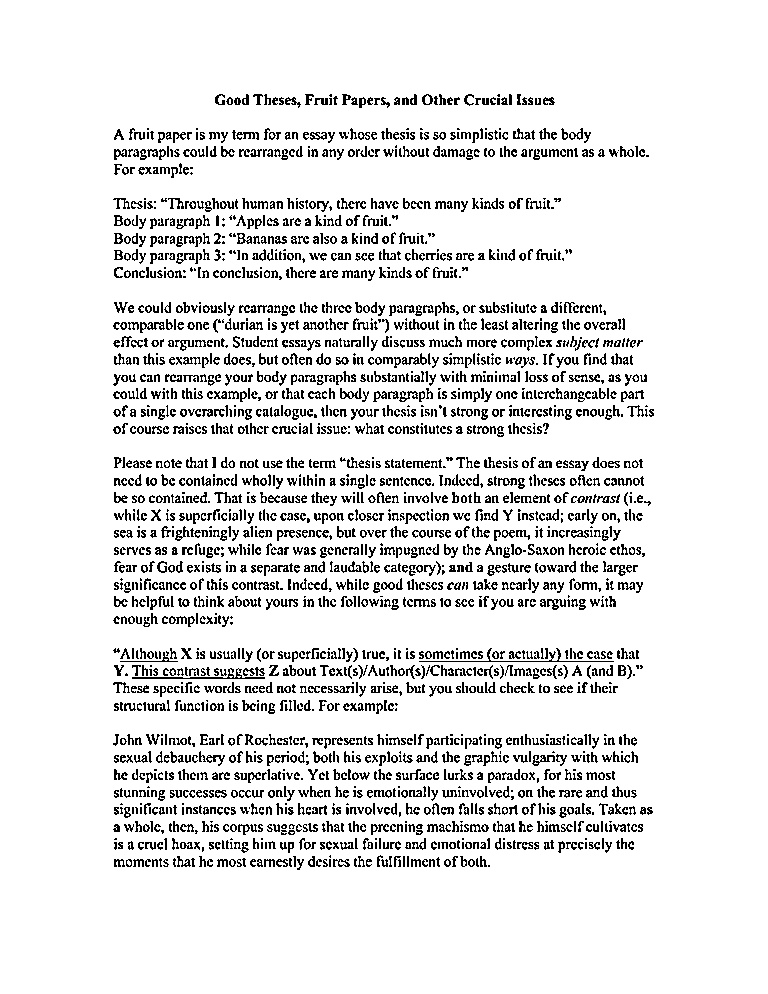 Good Theses, Fruit Papers, and Other Crucial Issues
A fruit paper is my term for an essay whose thesis is so simplistic that the body
paragraphs could be rearranged in any order without damage to the argument as a whole.
For example:
Thesis: “Throughout human history, there have been many kinds of fruit.”
Body paragraph 1: “Apples are a kind of fruit.”
Body paragraph 2: “Bananas are also a kind of fruit.”
Body paragraph 3: “In addition, we can see that cherries are a kind of fruit.”
Conclusion: “In conclusion, there are many kinds of fruit.”
We could obviously rearrange the three body paragraphs, or substitute a different,
comparable one (“durian is yet another fruit”) without in the least altering the overall
effect or argument. Student essays naturally discuss much more complex subject matter
than this example does, but often do so in comparably simplistic ways. If you find that
you can rearrange your body paragraphs substantially with minimal loss of sense, as you
could with this example, or that each body paragraph is simply one interchangeable part
of a single overarching catalogue, then your thesis isn’t strong or interesting enough. This
of course raises that other crucial issue: what constitutes a strong thesis?
Please note that I do not use the term “thesis statement.” The thesis of an essay does not
need to be contained wholly within a single sentence. Indeed, strong theses often cannot
be so contained. That is because they will often involve both an element of contrast (i.e.,
while X is superficially the case, upon closer inspection we find Y instead; early on, the
sea is a frighteningly alien presence, but over the course of the poem, it increasingly
serves as a refuge; while fear was generally impugned by the Anglo-Saxon heroic ethos,
fear of God exists in a separate and laudable category); and a gesture toward the larger
significance of this contrast. Indeed, while good theses can take nearly any form, it may
be helpful to think about yours in the following terms to see if you are arguing with
enough complexity:
“Although X is usually (or superficially) true, it is sometimes (or actually) the case that
Y. This contrast suggests Z about Text(s)/Author(s)/Character(s)/Images(s) A (and B).”
These specific words need not necessarily arise, but you should check to see if their
structural function is being filled. For example:
John Wilmot, Earl of Rochester, represents himself participating enthusiastically in the
sexual debauchery of his period; both his exploits and the graphic vulgarity with which
he depicts them are superlative. Yet below the surface lurks a paradox, for his most
stunning successes occur only when he is emotionally uninvolved; on the rare and thus
significant instances when his heart is involved, he often falls short of his goals. Taken as
a whole, then, his corpus suggests that the preening machismo that he himself cultivates
is a cruel hoax, setting him up for sexual failure and emotional distress at precisely the
moments that he most earnestly desires the fulfillment of both.